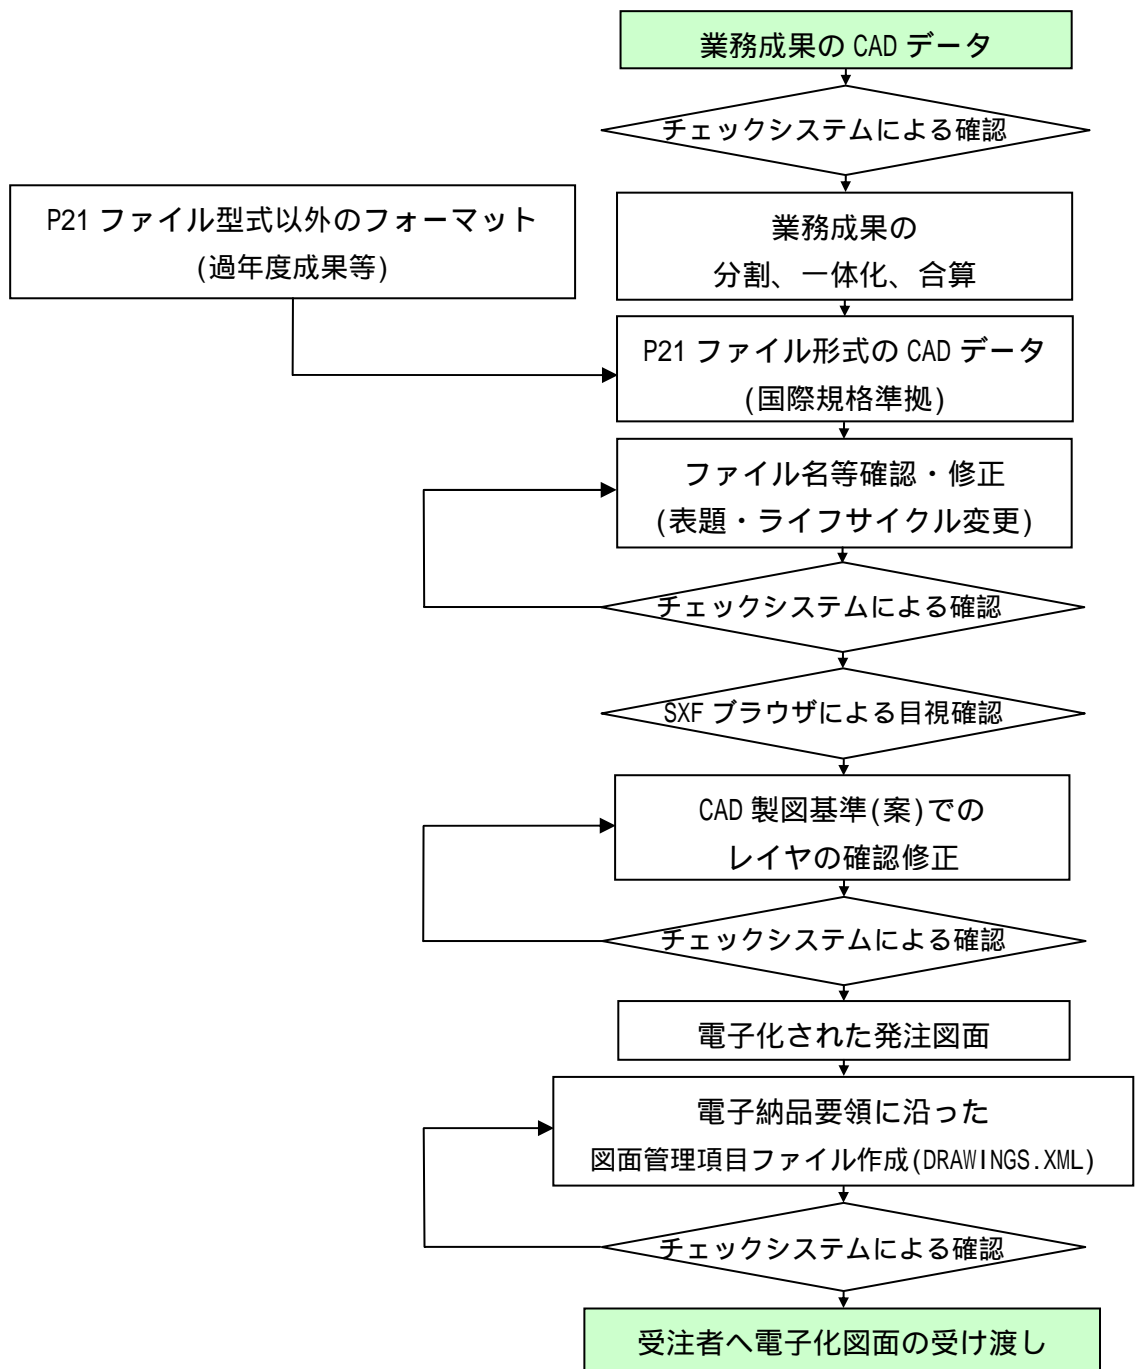 業務成果の CAD データ
チェックシステムによる確認
P21 ファイル型式以外のフォーマット
(過年度成果等)
業務成果の
分割、一体化、合算
P21 ファイル形式の CAD データ
(国際規格準拠)
ファイル名等確認・修正
(表題・ライフサイクル変更)
チェックシステムによる確認
SXF ブラウザによる目視確認
CAD 製図基準(案)での
レイヤの確認修正
チェックシステムによる確認
電子化された発注図面
電子納品要領に沿った
図面管理項目ファイル作成(DRAWINGS.XML)
チェックシステムによる確認
受注者へ電子化図面の受け渡し